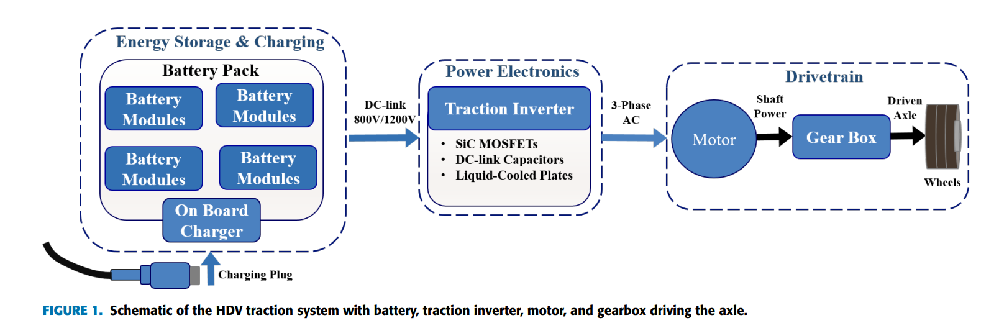 Energy Storage & Charging
Battery Pack
Battery
Modules
Battery
Modules
Battery
Modules
Battery
Modules
On Board
Charger
Charging Plug
DC-link
800V/1200V
Power Electronics
Traction Inverter
• SiC MOSFETs
• DC-link Capacitors
• Liquid-Cooled Plates
3-Phase
AC
Drivetrain
Motor
Shaft
Power
Gear Box
Driven
Axle
Wheels
FIGURE 1. Schematic of the HDV traction system with battery, traction inverter, motor, and gearbox driving the axle.